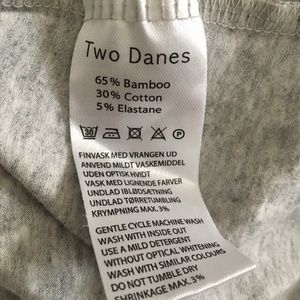 Two Danes
65% Bamboo
30% Cotton
5% Elastane
30
P
FINVASK MED VRANGEN UD
ANVEND MILDT VASKEMIDDEL
UDEN OPTISK HVIDT
VASK MED LIGNENDE FARVER
UNDLAD IBLØDSÆTNING
UNDLAD TØRRETUMBLING
KRYMPNING MAX. 3%
GENTLE CYCLE MACHINE WASH
WASH WITH INSIDE OUT
USE A MILD DETERGENT
WITHOUT OPTICAL WHITENING
WASH WITH SIMILAR COLOURS
DO NOT TUMBLE DRY
SHRINKAGE MAX. 3%